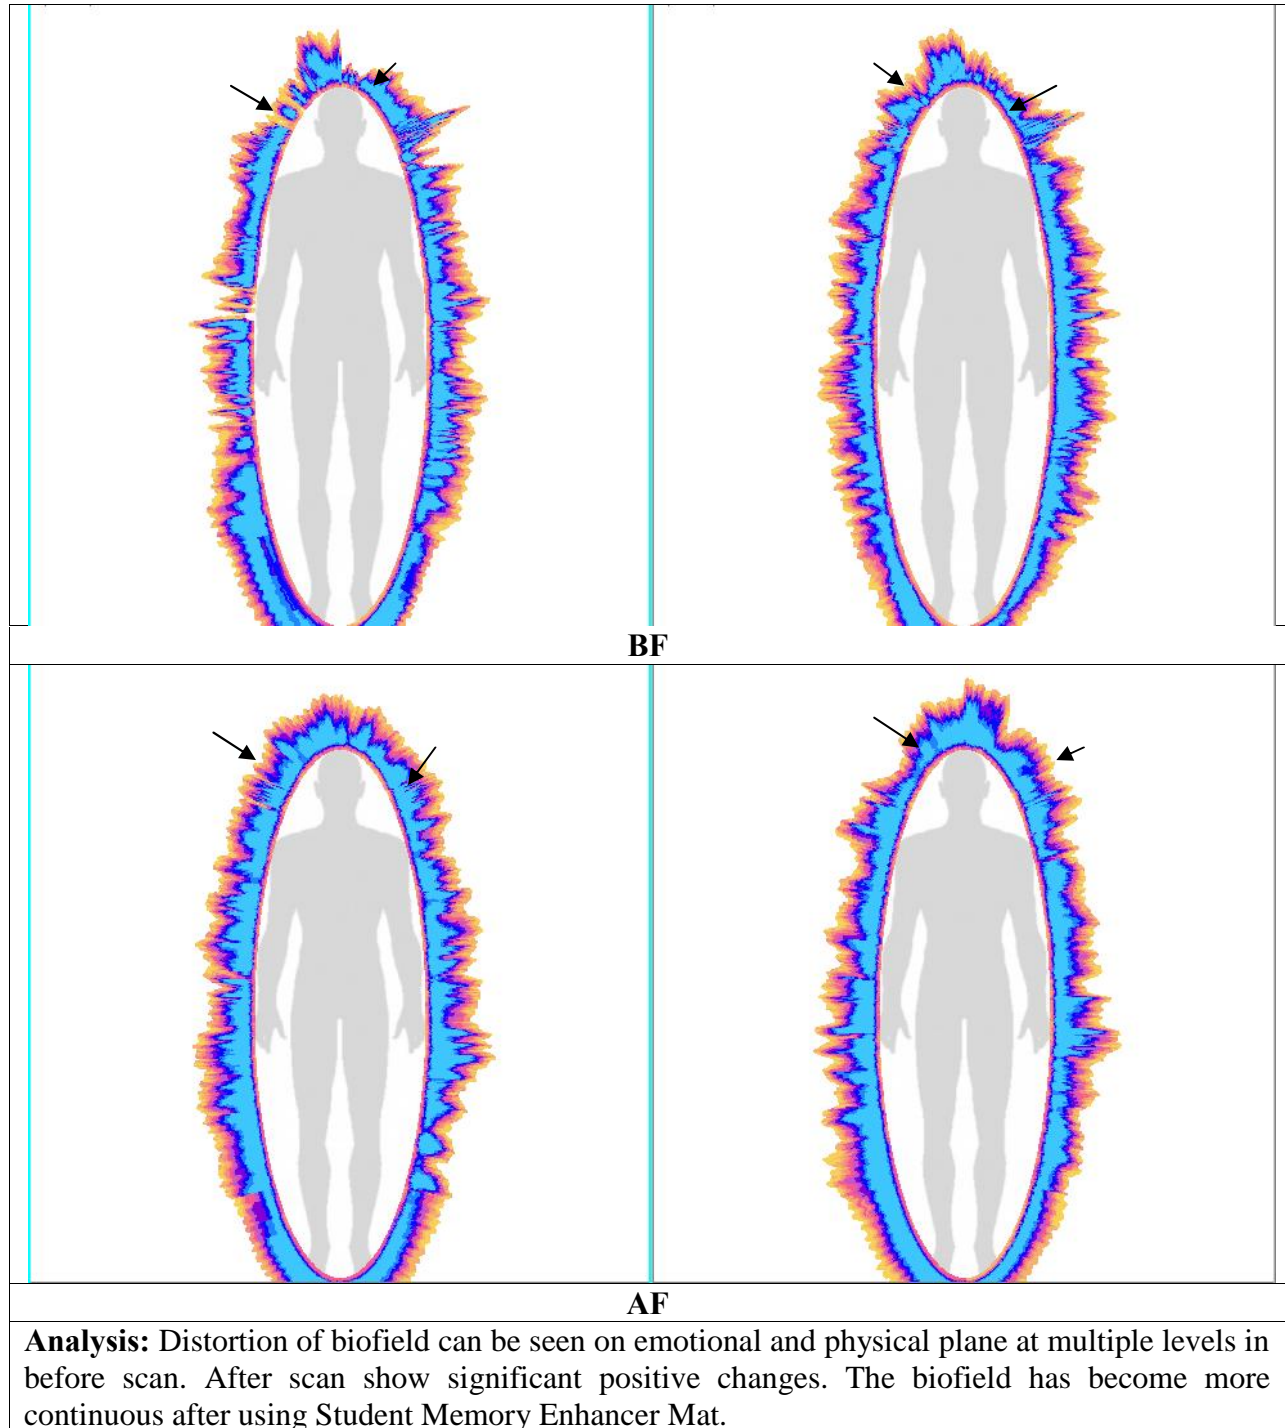 BF
AF
Analysis: Distortion of biofield can be seen on emotional and physical plane at multiple levels in
before scan. After scan show significant positive changes. The biofield has become more
continuous after using Student Memory Enhancer Mat.